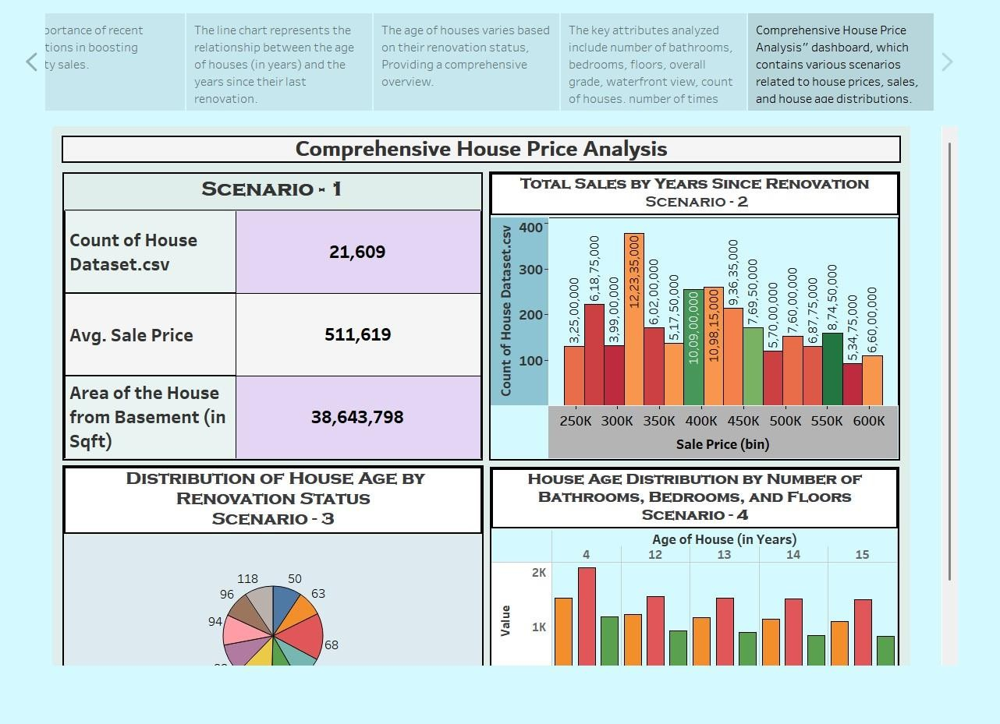 portance of recent
tions in boosting
ty sales.
The line chart represents the
relationship between the age
of houses (in years) and the
years since their last
renovation.
The age of houses varies based
on their renovation status,
Providing a comprehensive
overview.
The key attributes analyzed
include number of bathrooms,
bedrooms, floors, overall
grade, waterfront view, count
of houses, number of times
Comprehensive House Price
Analysis” dashboard, which
contains various scenarios
related to house prices, sales,
and house age distributions.
Comprehensive House Price Analysis
SCENARIO - 1
Count of House
Dataset.csv
21,609
Avg. Sale Price
511,619
Area of the House
from Basement (in
Sqft)
38,643,798
TOTAL SALES BY YEARS SINCE RENOVATION
SCENARIO - 2
Count of House Dataset.csv
400
300
200
100
3,25,00,000
6,18,75,000
3,99,00,000
12,23,35,000
6,02,00,000
5,17,50,000
10,09,00,000
10,98,15,000
9,36,35,000
7,69,50,000
5,70,00,000
7,60,00,000
6,87,75,000
8,74,50,000
5,34,75,000
6,60,00,000
250K 300K 350K 400K 450K 500K 550K 600K
Sale Price (bin)
DISTRIBUTION OF HOUSE AGE BY
RENOVATION STATUS
SCENARIO - 3
118
50
96
63
94
68
HOUSE AGE DISTRIBUTION BY NUMBER OF
BATHROOMS, BEDROOMS, AND FLOORS
SCENARIO - 4
Age of House (in Years)
4 12 13 14 15
Value
2K
1K